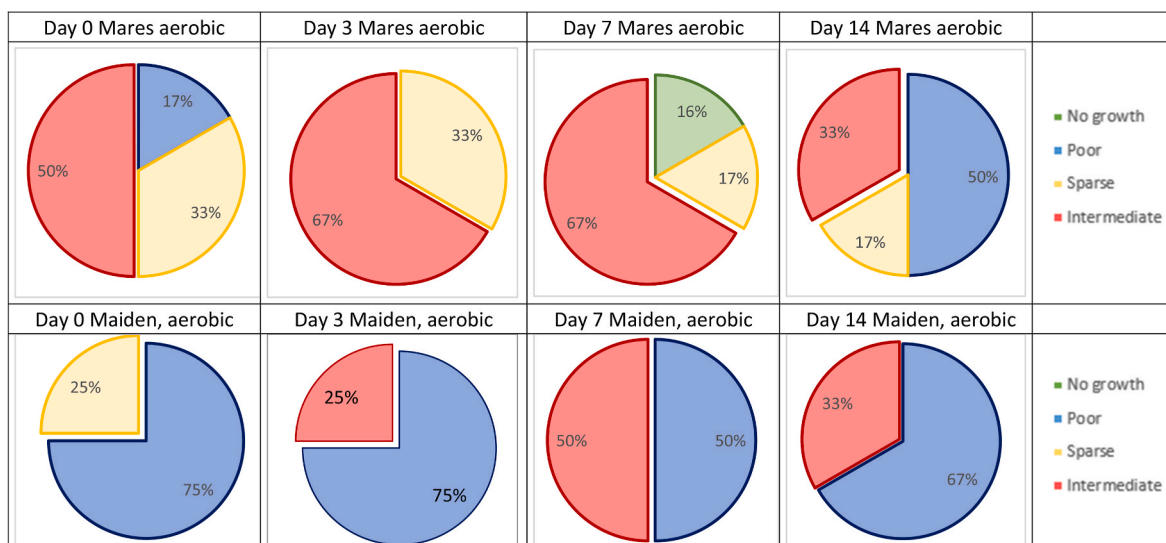 Day 0 Mares aerobic
Day 3 Mares aerobic
Day 7 Mares aerobic
Day 14 Mares aerobic
17%
50%
33%
33%
67%
16%
17%
67%
33%
50%
17%
No growth
Poor
Sparse
Intermediate
Day 0 Maiden, aerobic
Day 3 Maiden, aerobic
Day 7 Maiden, aerobic
Day 14 Maiden, aerobic
25%
75%
25%
75%
50%
50%
33%
67%
No growth
Poor
Sparse
Intermediate